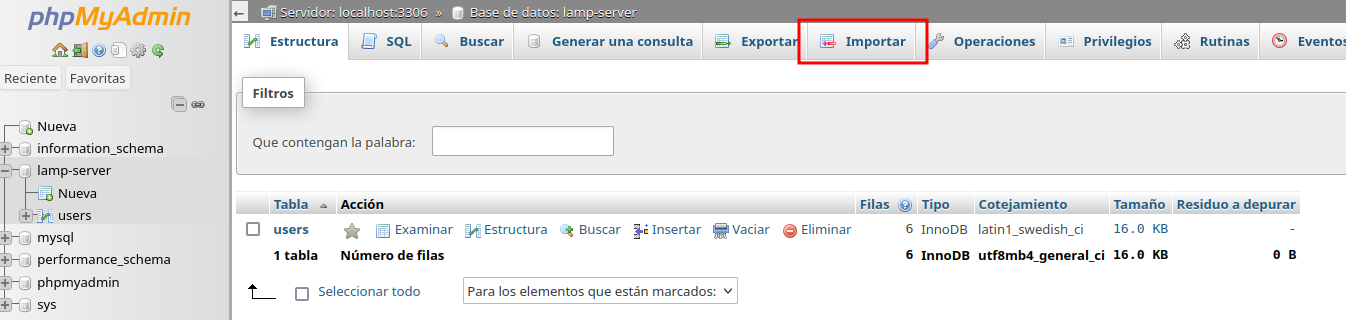 phpMyAdmin
Reciente Favoritas
Nueva
information_schema
lamp-server
Nueva
users
mysql
performance_schema
phpmyadmin
sys
Servidor: localhost:3306 » Base de datos: lamp-server
Estructura SQL Buscar Generar una consulta Exportar Importar Operaciones Privilegios Rutinas Eventos
Filtros
Que contengan la palabra:
Tabla Acción Filas Tipo Cotejamiento Tamaño Residuo a depurar
users Examinar Estructura Buscar Insertar Vaciar Eliminar 6 InnoDB latin1_swedish_ci 16.0 KB -
1 tabla Número de filas 6 InnoDB utf8mb4_general_ci 16.0 KB 0 B
Seleccionar todo Para los elementos que están marcados: